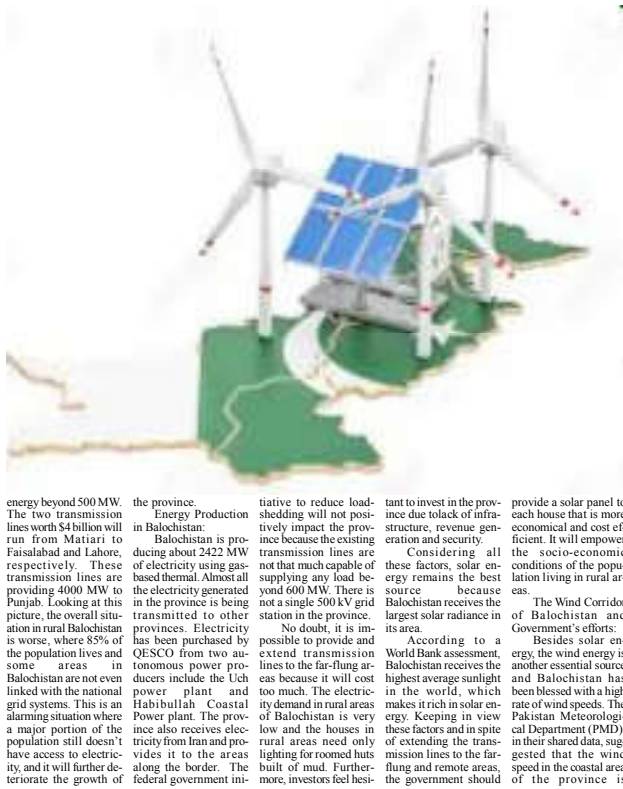 energy beyond 500 MW.
The two transmission
lines worth $4 billion will
run from Matiari to
Faisalabad and Lahore,
respectively. These
transmission lines are
providing 4000 MW to
Punjab. Looking at this
picture, the overall situ-
ation in rural Balochistan
is worse, where 85% of
the population lives and
some areas in
Balochistan are not even
linked with the national
grid systems. This is an
alarming situation where
a major portion of the
population still doesn't
have access to electric-
ity, and it will further de-
teriorate the growth of
the province.
Energy Production
in Balochistan:
Balochistan is pro-
ducing about 2422 MW
of electricity using gas-
based thermal. Almost all
the electricity generated
in the province is being
transmitted to other
provinces. Electricity
has been purchased by
QESCO from two au-
tonomous power pro-
ducers include the Uch
power plant and
Habibullah Coastal
Power plant. The prov-
ince also receives elec-
tricity from Iran and pro-
vides it to the areas
along the border. The
federal government ini-
tiative to reduce load-
shedding will not posi-
tively impact the prov-
ince because the existing
transmission lines are
not that much capable of
supplying any load be-
yond 600 MW. There is
not a single 500 kV grid
station in the province.
No doubt, it is im-
possible to provide and
extend transmission
lines to the far-flung ar-
eas because it will cost
too much. The electric-
ity demand in rural areas
of Balochistan is very
low and the houses in
rural areas need only
lighting for roomed huts
built of mud. Further-
more, investors feel hesi-
tant to invest in the prov-
ince due tolack of infra-
structure, revenue gen-
eration and security.
Considering all
these factors, solar en-
ergy remains the best
source because
Balochistan receives the
largest solar radiance in
its area.
According to a
World Bank assessment,
Balochistan receives the
highest average sunlight
in the world, which
makes it rich in solar en-
ergy. Keeping in view
these factors and in spite
of extending the trans-
mission lines to the far-
flung and remote areas,
the government should
provide a solar panel to
each house that is more
economical and cost ef-
ficient. It will empower
the socio-economic
conditions of the popu-
lation living in rural ar-
eas.
The Wind Corridor
of Balochistan and
Government's efforts:
Besides solar en-
ergy, the wind energy is
another essential source
and Balochistan has
been blessed with a high
rate of wind speeds. The
Pakistan Meteorologi-
cal Department (PMD),
in their shared data, sug-
gested that the wind
speed in the coastal area
of the province is